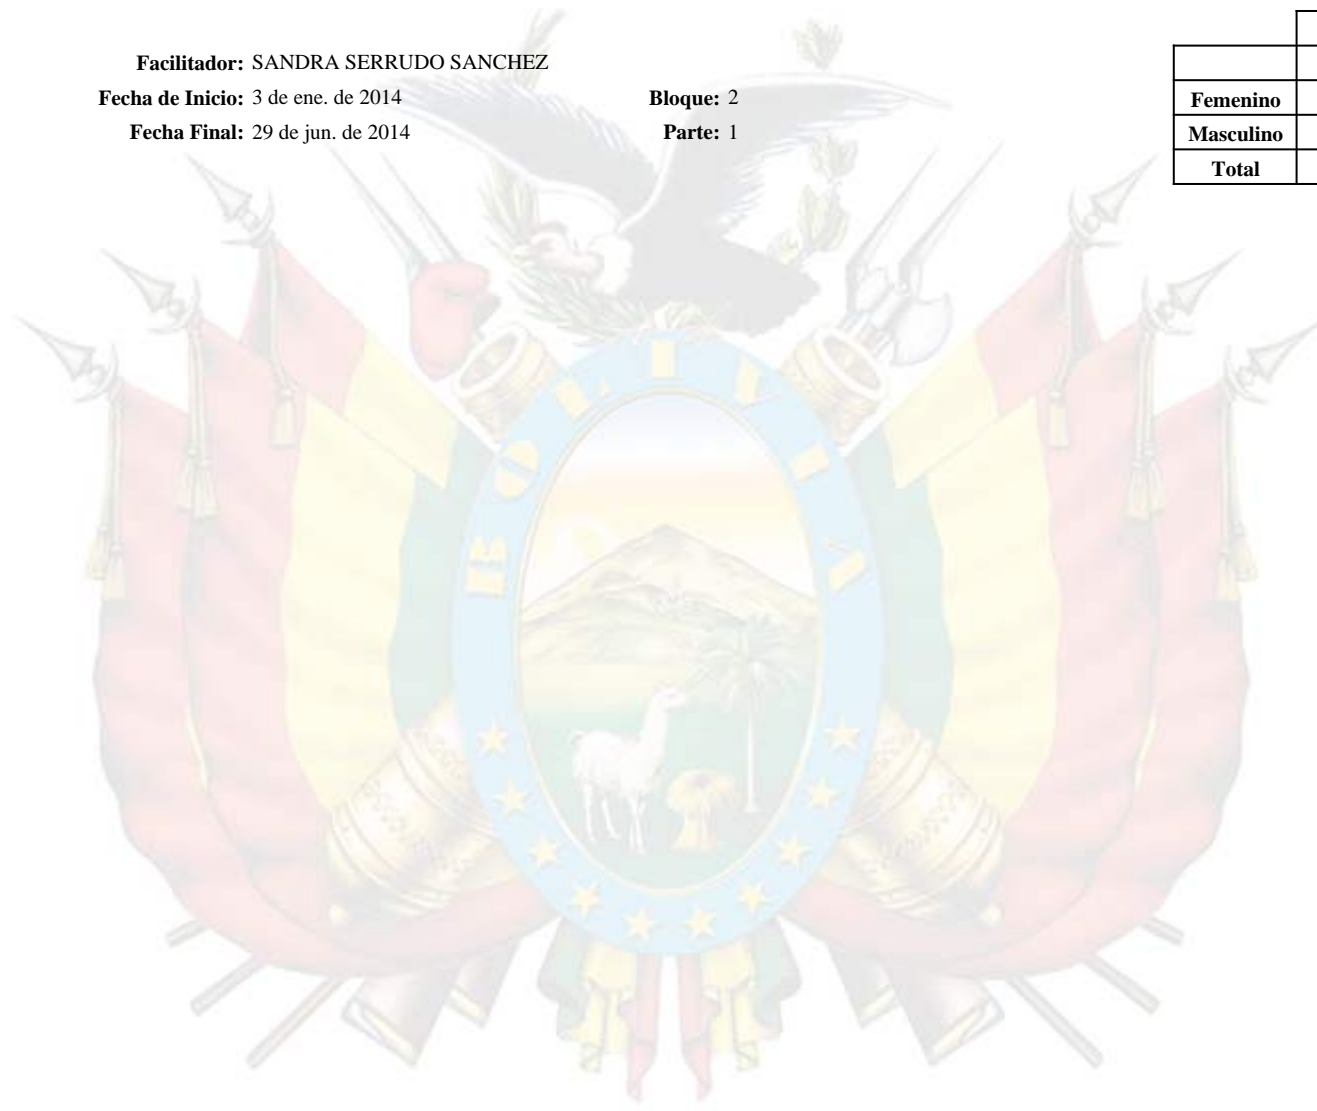 Facilitador: SANDRA SERRUDO SANCHEZ
Fecha de Inicio: 3 de ene. de 2014 Bloque: 2
Fecha Final: 29 de jun. de 2014 Parte: 1
Femenino
Masculino
Total
BOLIVIA